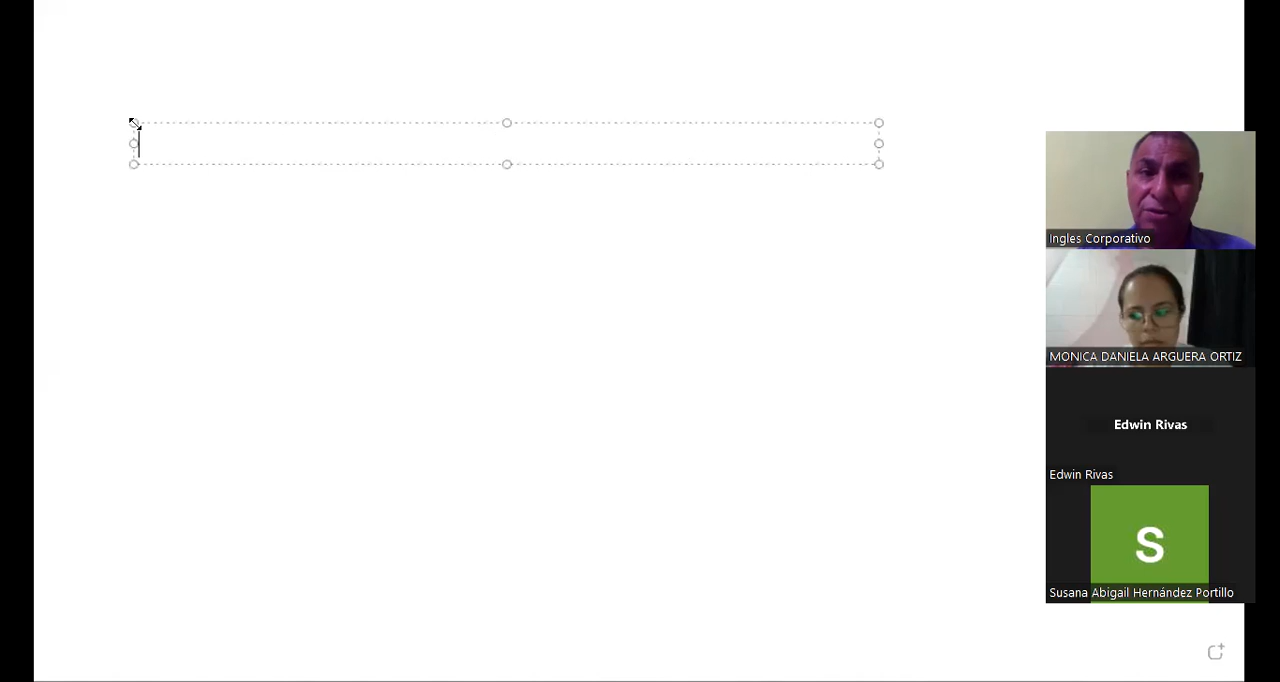 Ingles Corporativo
MONICA DANIELA ARGUERA ORTIZ
Edwin Rivas
Edwin Rivas
S
Susana Abigail Hernández Portillo